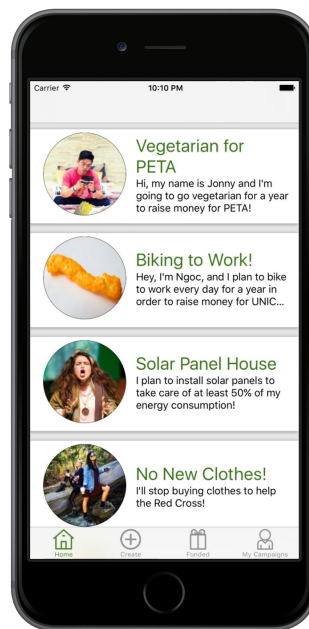 Carrier 10:10 PM
Vegetarian for
PETA
Hi, my name is Jonny and I'm
going to go vegetarian for a year
to raise money for PETA!
Biking to Work!
Hey, I'm Ngoc, and I plan to bike
to work every day for a year in
order to raise money for UNIC...
Solar Panel House
I plan to install solar panels to
take care of at least 50% of my
energy consumption!
No New Clothes!
I'll stop buying clothes to help
the Red Cross!
Home Create Funded My Campaigns